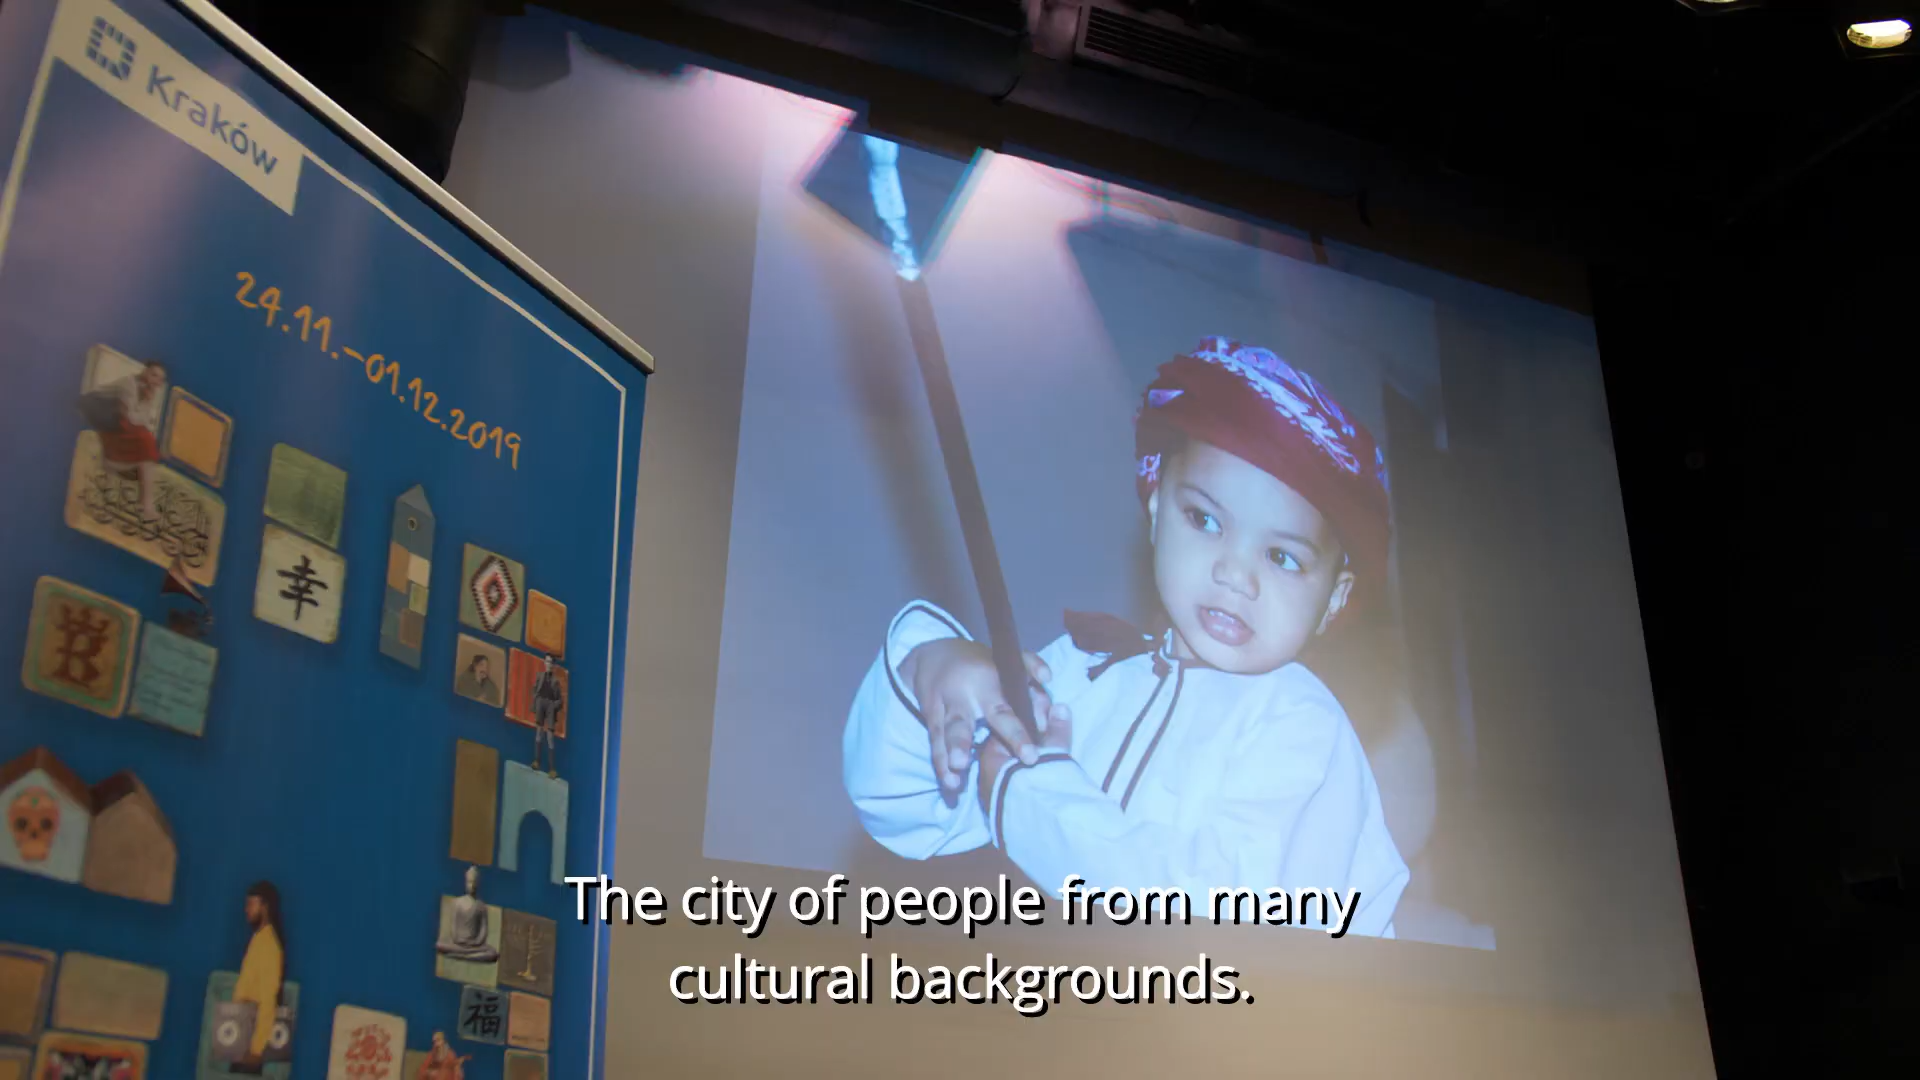 Kraków
24.11.-01.12.2019
幸
福
The city of people from many
cultural backgrounds.